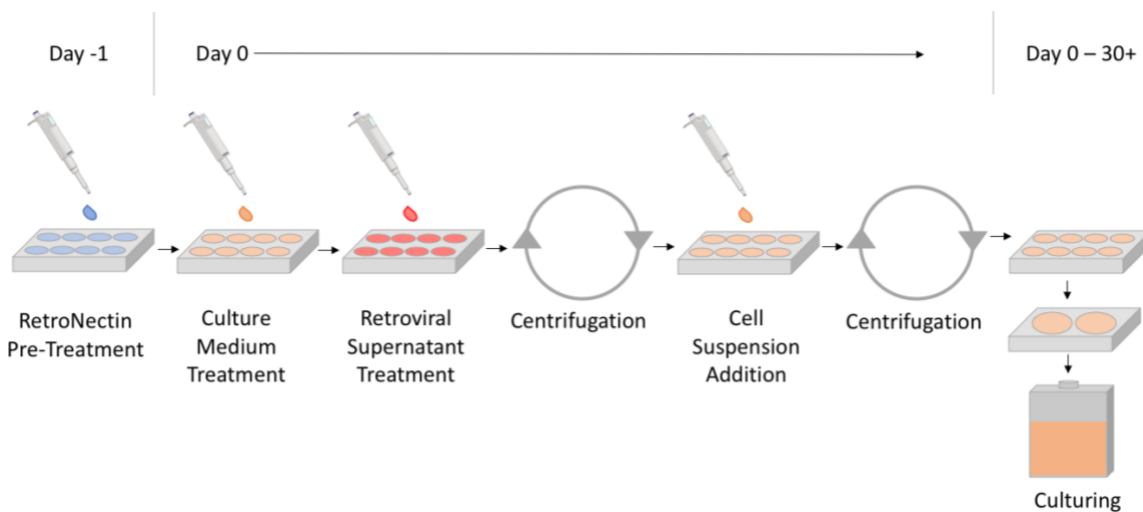 Day -1
Day 0
Day 0 – 30+
RetroNectin
Pre-Treatment
Culture
Medium
Treatment
Retroviral
Supernatant
Treatment
Centrifugation
Cell
Suspension
Addition
Centrifugation
Culturing